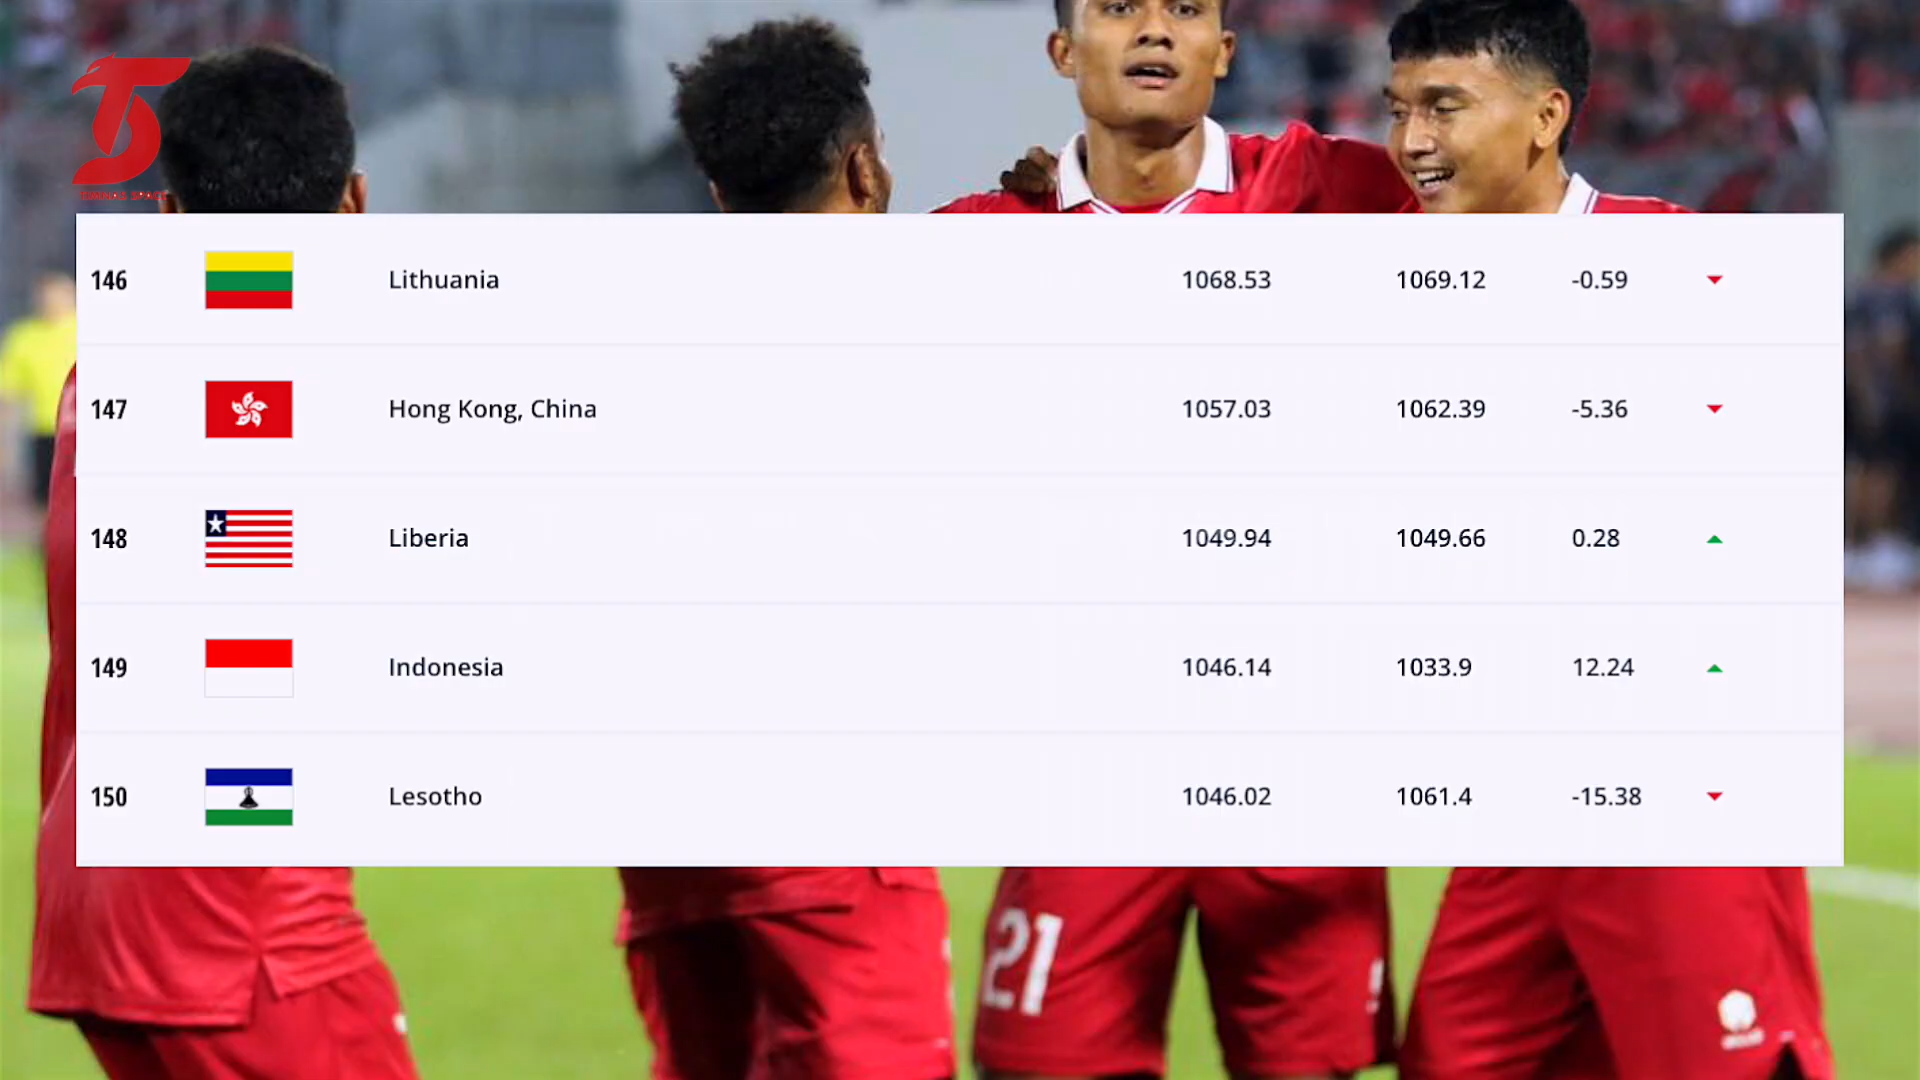 TIMNAS SPACE
146 Lithuania 1068.53 1069.12 -0.59
147 Hong Kong, China 1057.03 1062.39 -5.36
148 Liberia 1049.94 1049.66 0.28
149 Indonesia 1046.14 1033.9 12.24
150 Lesotho 1046.02 1061.4 -15.38
21